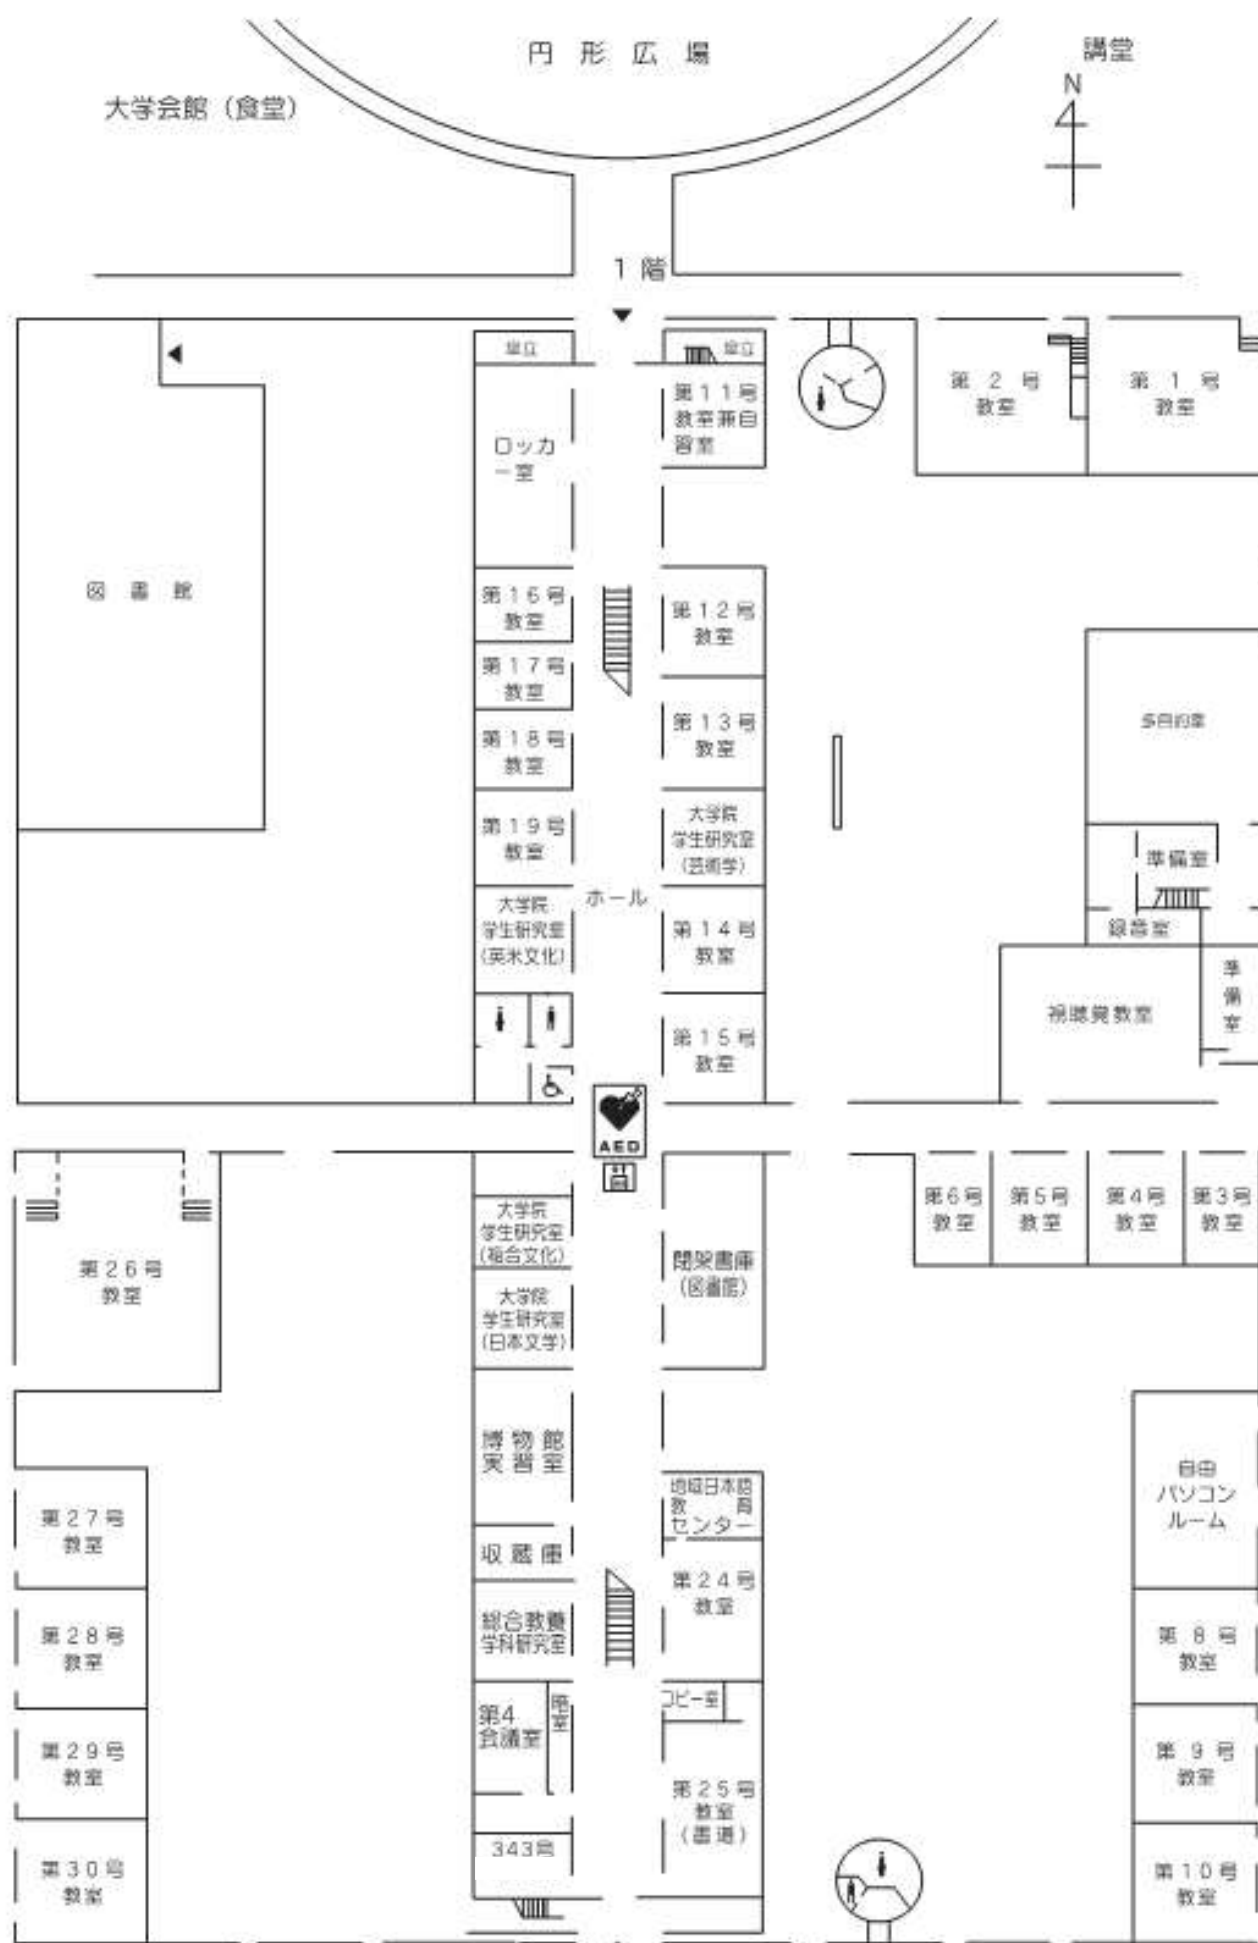 円形広場
講堂
N
大学会館（食堂）
1階
傘立
傘立
第11号
教室兼自
習室
第2号
教室
第1号
教室
ロッカ
ー室
図書館
第16号
教室
第12号
教室
第17号
教室
第18号
教室
第13号
教室
多目的室
第19号
教室
大学院
学生研究室
(芸術学)
準備室
ホール
大学院
学生研究室
(英米文化)
第14号
教室
録音室
準
備
室
視聴覚教室
第15号
教室
AED
第6号
教室
第5号
教室
第4号
教室
第3号
教室
大学院
学生研究室
(複合文化)
閉架書庫
(図書館)
第26号
教室
大学院
学生研究室
(日本文学)
博物館
実習室
地域日本語
教育
センター
自由
パソコン
ルーム
第27号
教室
収蔵庫
第24号
教室
総合教養
学科研究室
第28号
教室
第8号
教室
コピー室
第4
会議室
暗
室
第29号
教室
第9号
教室
第25号
教室
(書道)
343号
第30号
教室
第10号
教室